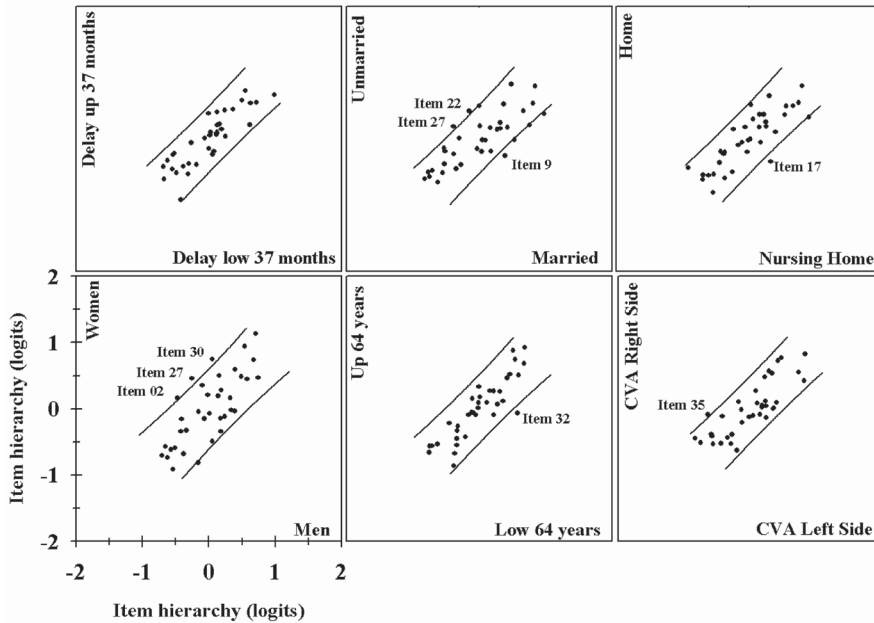 Delay up 37 months
Delay low 37 months
Unmarried
Item 22
Item 27
Item 9
Married
Home
Item 17
Nursing Home
Item hierarchy (logits)
2
1
0
-1
-2
Women
Item 30
Item 27
Item 02
Men
-2
-1
0
1
2
Item hierarchy (logits)
Up 64 years
Item 32
Low 64 years
CVA Right Side
Item 35
CVA Left Side